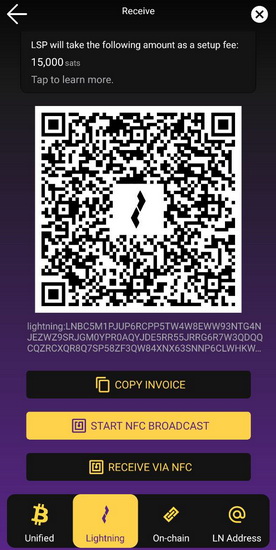 Receive
LSP will take the following amount as a setup fee:
15,000 sats
Tap to learn more.
lightning:LNBC5M1PJUP6RCPP5TW4W8EWW93NTG4N
JEZWZ9SRJGM0YPR0AQYJDE5RR55JRRG6R7W3QDQQ
CQZRCXQR8Q7SP58ZF3QW84XNX63SNNP6CLWHKW...
COPY INVOICE
START NFC BROADCAST
RECEIVE VIA NFC
Unified
Lightning
On-chain
LN Address